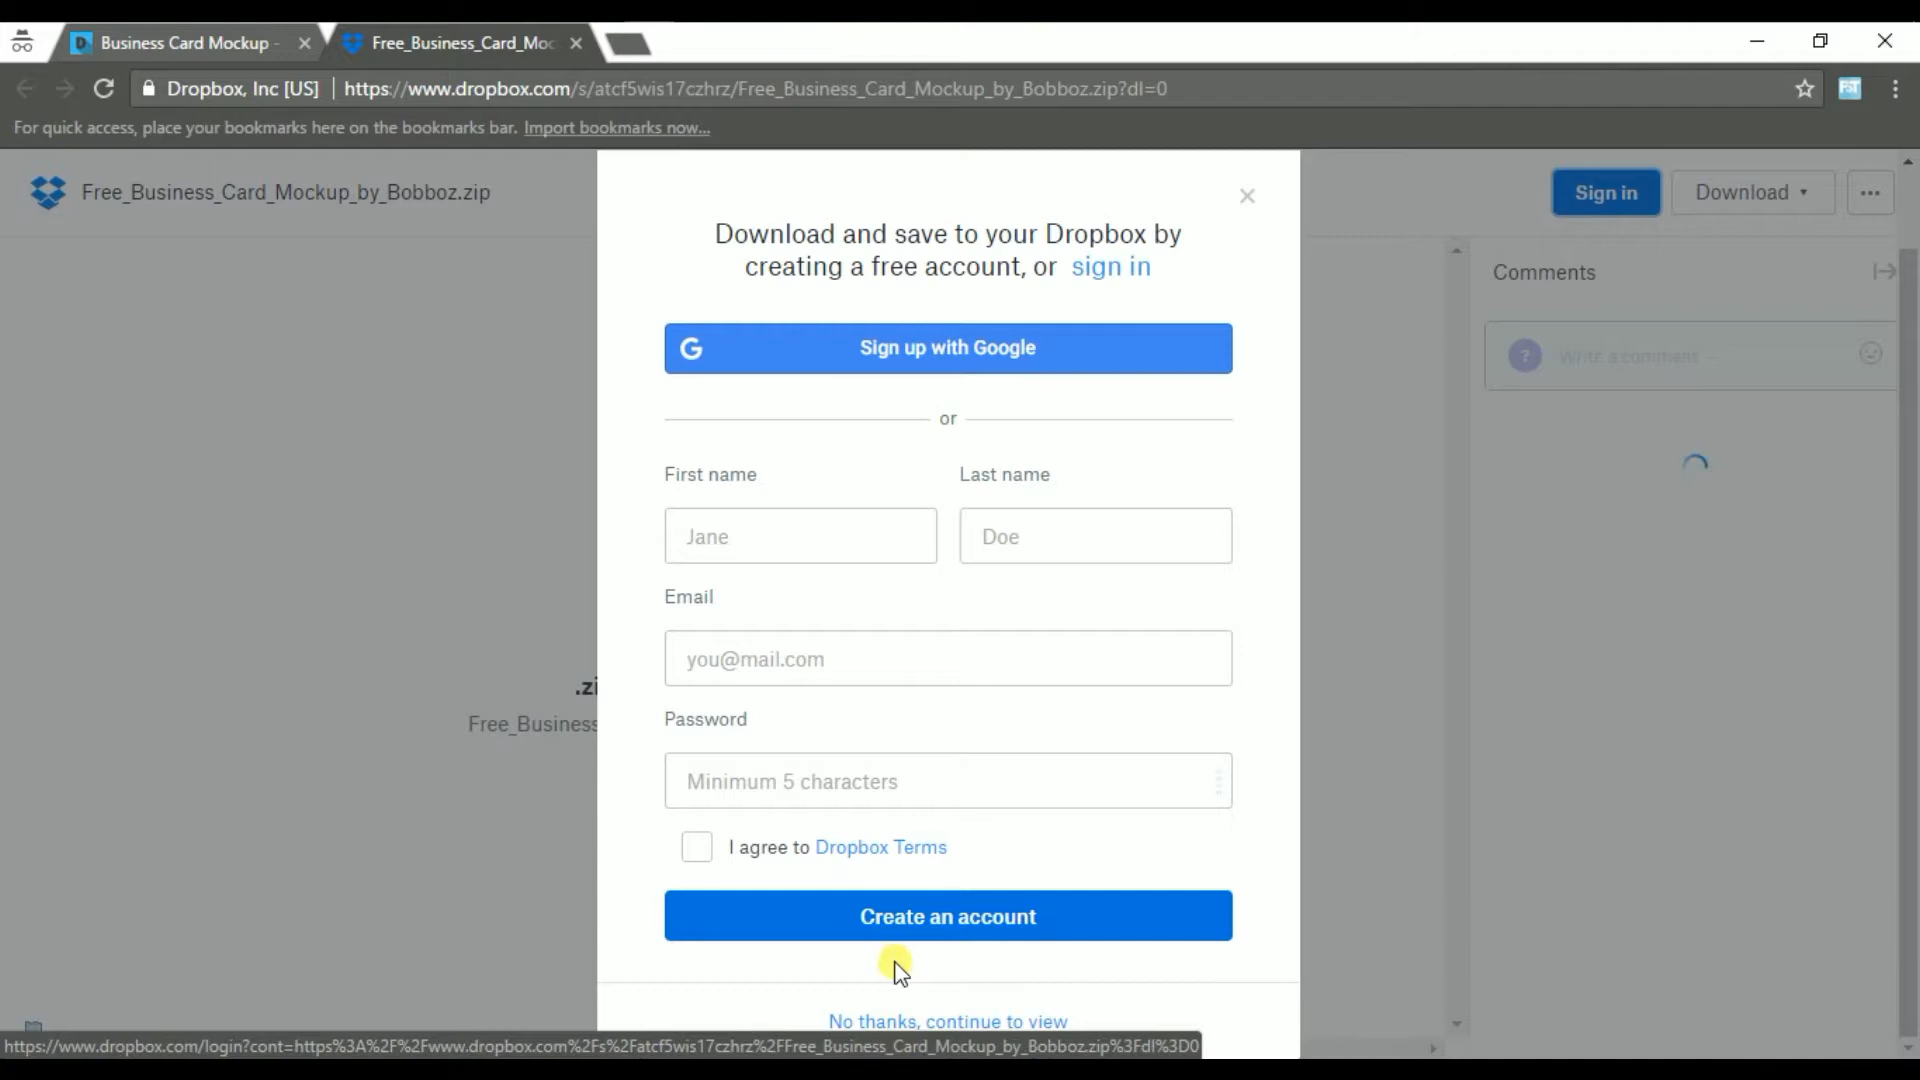 Business Card Mockup -
Free_Business_Card_Moc
Dropbox, Inc [US] | https://www.dropbox.com/s/atcf5wis17czhrz/Free_Business_Card_Mockup_by_Bobboz.zip?dl=0
For quick access, place your bookmarks here on the bookmarks bar. Import bookmarks now...
Free_Business_Card_Mockup_by_Bobboz.zip
Sign in
Download
Download and save to your Dropbox by
creating a free account, or sign in
Comments
G Sign up with Google
? Write a comment
or
First name
Last name
Jane
Doe
Email
you@mail.com
.zi
Free_Business
Password
Minimum 5 characters
I agree to Dropbox Terms
Create an account
No thanks, continue to view
https://www.dropbox.com/login?cont=https%3A%2F%2Fwww.dropbox.com%2Fs%2Fatcf5wis17czhrz%2FFree_Business_Card_Mockup_by_Bobboz.zip%3Fdl%3D0